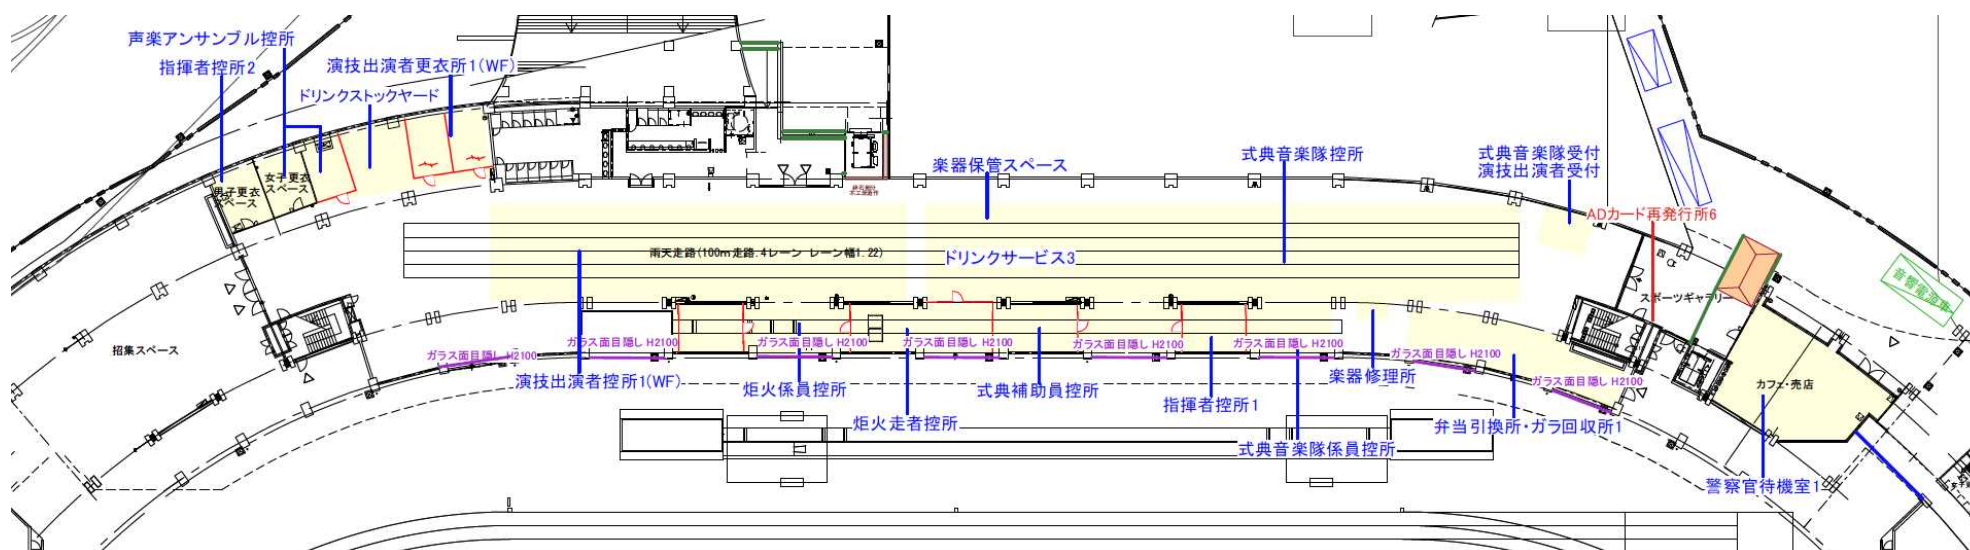 声楽アンサンブル控所
指揮者控所2
演技出演者更衣所1(WF)
ドリンクストックヤード
男子更衣
スペース
女子更衣
スペース
楽器保管スペース
式典音楽隊控所
式典音楽隊受付
演技出演者受付
ADカード再発行所6
雨天走路(100m走路.4レーン レーン幅1.22)
ドリンクサービス3
スポーツギャラリー
音響電源車
招集スペース
ガラス面目隠し H2100
ガラス面目隠し H2100
ガラス面目隠し H2100
ガラス面目隠し H2100
ガラス面目隠し H2100
ガラス面目隠し H2100
ガラス面目隠し H2100
ガラス面目隠し H2100
演技出演者控所1(WF)
炬火係員控所
炬火走者控所
式典補助員控所
指揮者控所1
式典音楽隊係員控所
楽器修理所
弁当引換所・ガラ回収所1
カフェ・売店
警察官待機室1